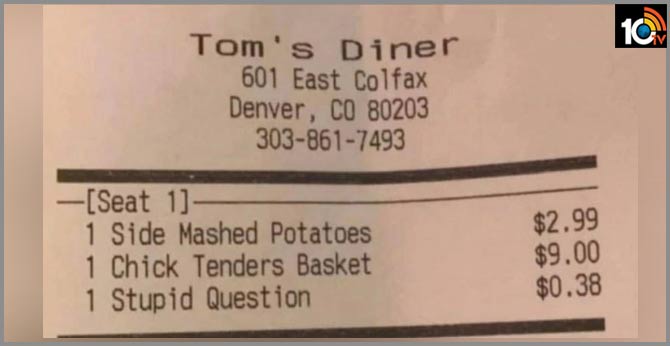 10TV
Tom's Diner
601 East Colfax
Denver, CO 80203
303-861-7493
[Seat 1]
1 Side Mashed Potatoes $2.99
1 Chick Tenders Basket $9.00
1 Stupid Question $0.38